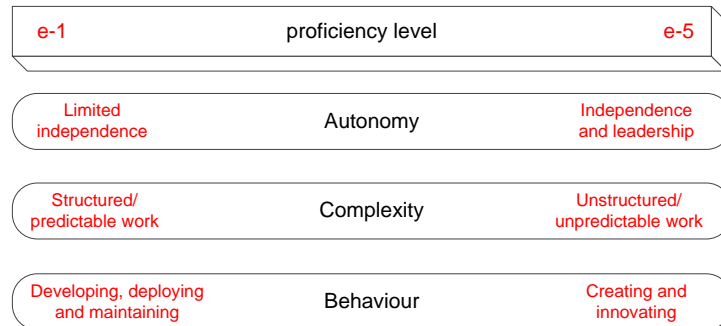 e-1 proficiency level e-5
Limited
independence
Autonomy
Independence
and leadership
Structured/
predictable work
Complexity
Unstructured/
unpredictable work
Developing, deploying
and maintaining
Behaviour
Creating and
innovating